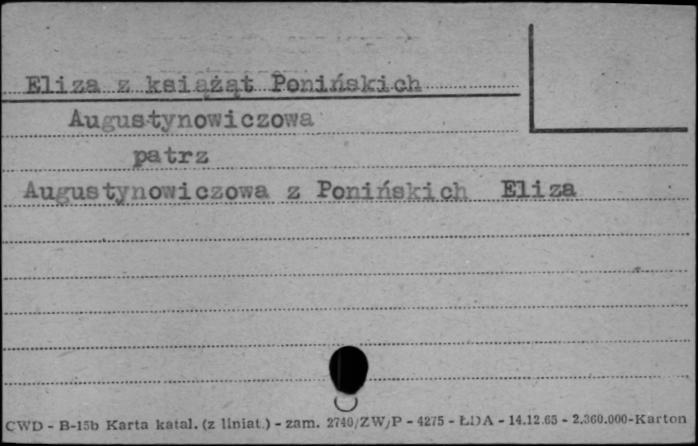 Eliza z książąt Ponińskich
Augustynowiczowa
patrz
Augustynowiczowa z Ponińskich Eliza
CWD - B-15b Karta katal. (z liniat.) - zam. 2740/ZW/P - 4275 - ŁDA - 14.12.65 - 2.360.000-Karton